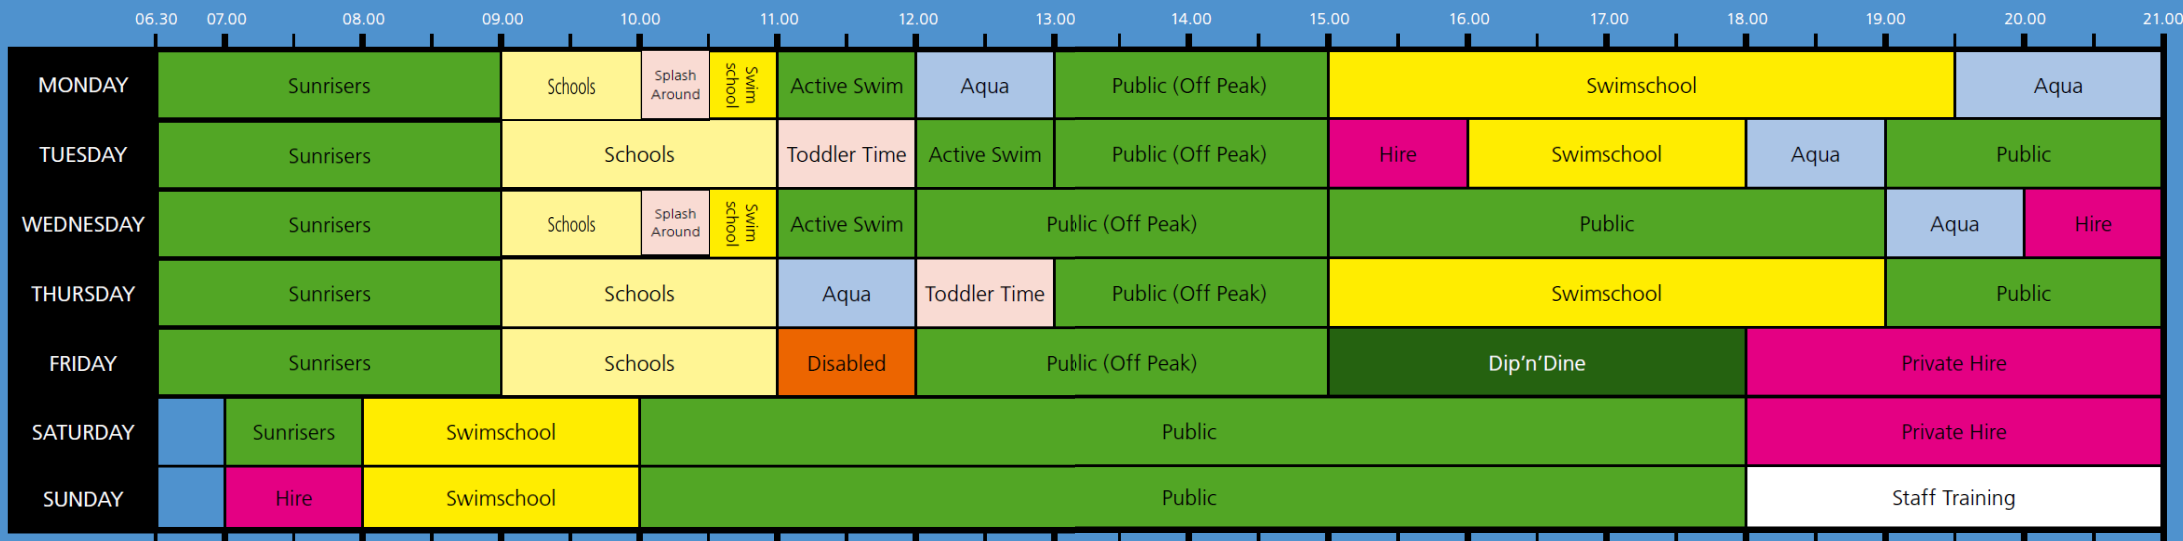 06.30 07.00 08.00 09.00 10.00 11.00 12.00 13.00 14.00 15.00 16.00 17.00 18.00 19.00 20.00 21.00
MONDAY Sunrisers Schools Splash Around Swim school Active Swim Aqua Public (Off Peak) Swimschool Aqua
TUESDAY Sunrisers Schools Toddler Time Active Swim Public (Off Peak) Hire Swimschool Aqua Public
WEDNESDAY Sunrisers Schools Splash Around Swim school Active Swim Public (Off Peak) Public Aqua Hire
THURSDAY Sunrisers Schools Aqua Toddler Time Public (Off Peak) Swimschool Public
FRIDAY Sunrisers Schools Disabled Public (Off Peak) Dip’n’Dine Private Hire
SATURDAY Sunrisers Swimschool Public Private Hire
SUNDAY Hire Swimschool Public Staff Training